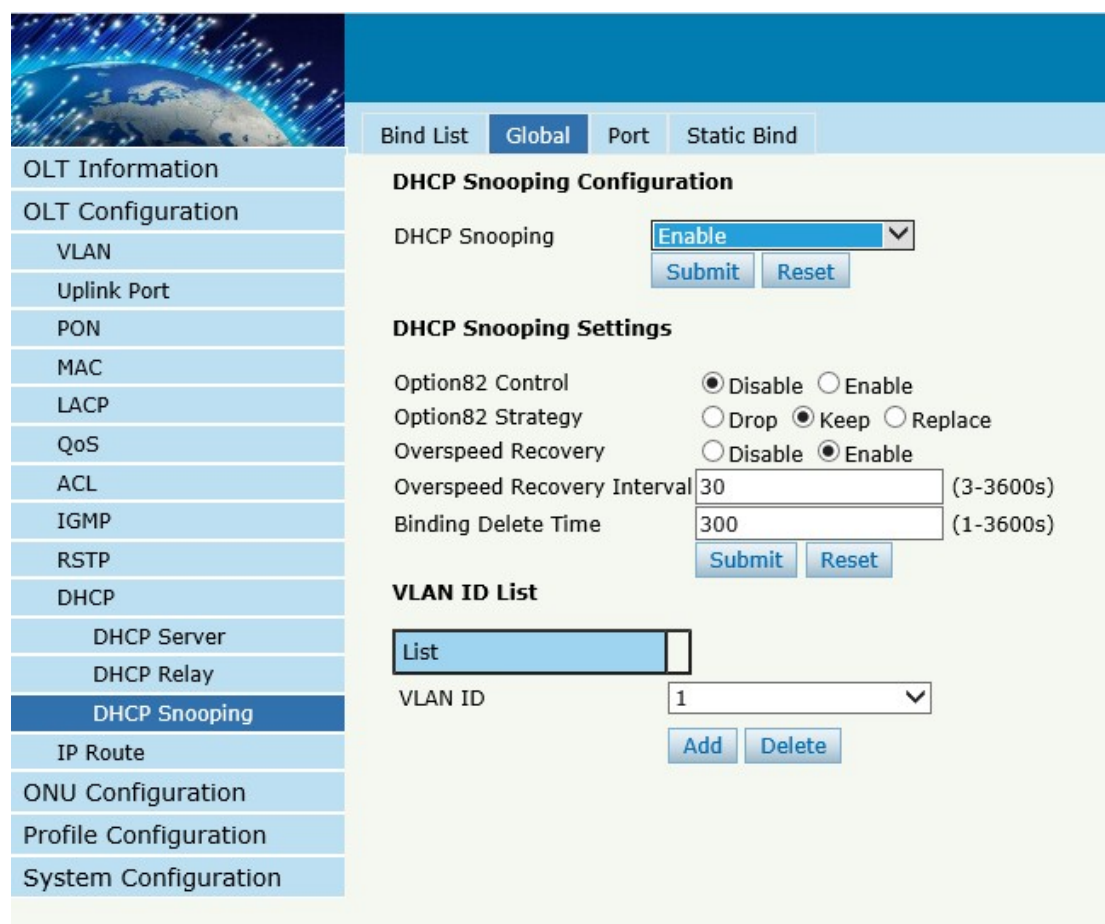 Bind List Global Port Static Bind
OLT Information
OLT Configuration
VLAN
Uplink Port
PON
MAC
LACP
QoS
ACL
IGMP
RSTP
DHCP
DHCP Server
DHCP Relay
DHCP Snooping
IP Route
ONU Configuration
Profile Configuration
System Configuration
DHCP Snooping Configuration
DHCP Snooping Enable
Submit Reset
DHCP Snooping Settings
Option82 Control Disable Enable
Option82 Strategy Drop Keep Replace
Overspeed Recovery Disable Enable
Overspeed Recovery Interval 30 (3-3600s)
Binding Delete Time 300 (1-3600s)
Submit Reset
VLAN ID List
List
VLAN ID 1
Add Delete